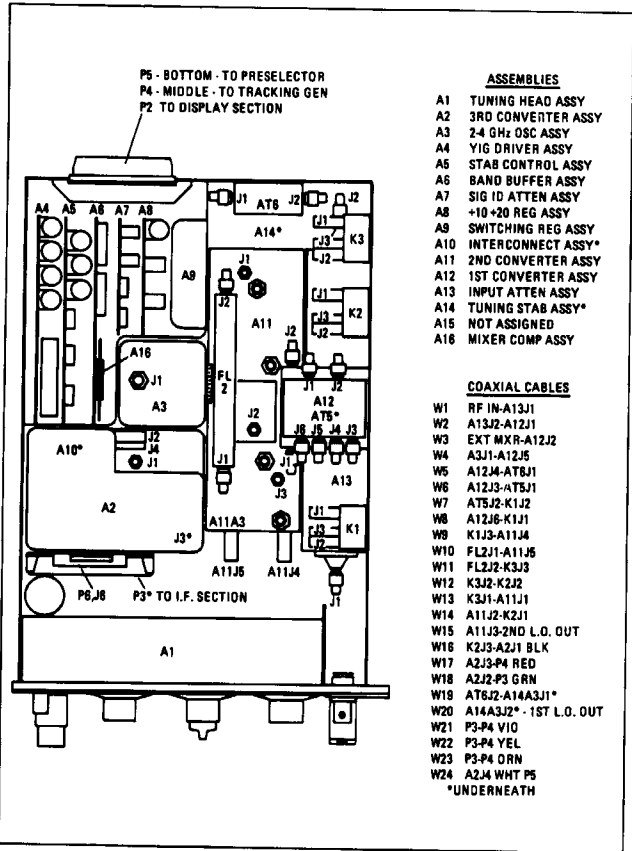 P5 - BOTTOM - TO PRESELECTOR
P4 - MIDDLE - TO TRACKING GEN
P2 TO DISPLAY SECTION
A4 A5 A6 A7 A8
J1 AT6 J2 J2
A14*
J1
J3
J2
K3
A9
J1
J2
A11
J1
J3
J2
K2
J2
A16
J1
A3
FL
2
J1 J2
A12
AT5*
J2
J6 J5 J4 J3
A10*
J2
J4
J1
J1
J1
A13
A2
J3
J1
J3
J2
K1
J3*
A11A3
A11J5 A11J4
P6,J6
P3* TO I.F. SECTION
J1
A1
ASSEMBLIES
A1 TUNING HEAD ASSY
A2 3RD CONVERTER ASSY
A3 2-4 GHz OSC ASSY
A4 YIG DRIVER ASSY
A5 STAB CONTROL ASSY
A6 BAND BUFFER ASSY
A7 SIG ID ATTEN ASSY
A8 +10 +20 REG ASSY
A9 SWITCHING REG ASSY
A10 INTERCONNECT ASSY*
A11 2ND CONVERTER ASSY
A12 1ST CONVERTER ASSY
A13 INPUT ATTEN ASSY
A14 TUNING STAB ASSY*
A15 NOT ASSIGNED
A16 MIXER COMP ASSY
COAXIAL CABLES
W1 RF IN-A13J1
W2 A13J2-A12J1
W3 EXT MXR-A12J2
W4 A3J1-A12J5
W5 A12J4-AT6J1
W6 A12J3-AT5J1
W7 AT5J2-K1J2
W8 A12J6-K1J1
W9 K1J3-A11J4
W10 FL2J1-A11J5
W11 FL2J2-K3J3
W12 K3J2-K2J2
W13 K3J1-A11J1
W14 A11J2-K2J1
W15 A11J3-2ND L.O. OUT
W16 K2J3-A2J1 BLK
W17 A2J3-P4 RED
W18 A2J2-P3 GRN
W19 AT6J2-A14A3J1*
W20 A14A3J2* - 1ST L.O. OUT
W21 P3-P4 VIO
W22 P3-P4 YEL
W23 P3-P4 ORN
W24 A2J4 WHT P5
*UNDERNEATH